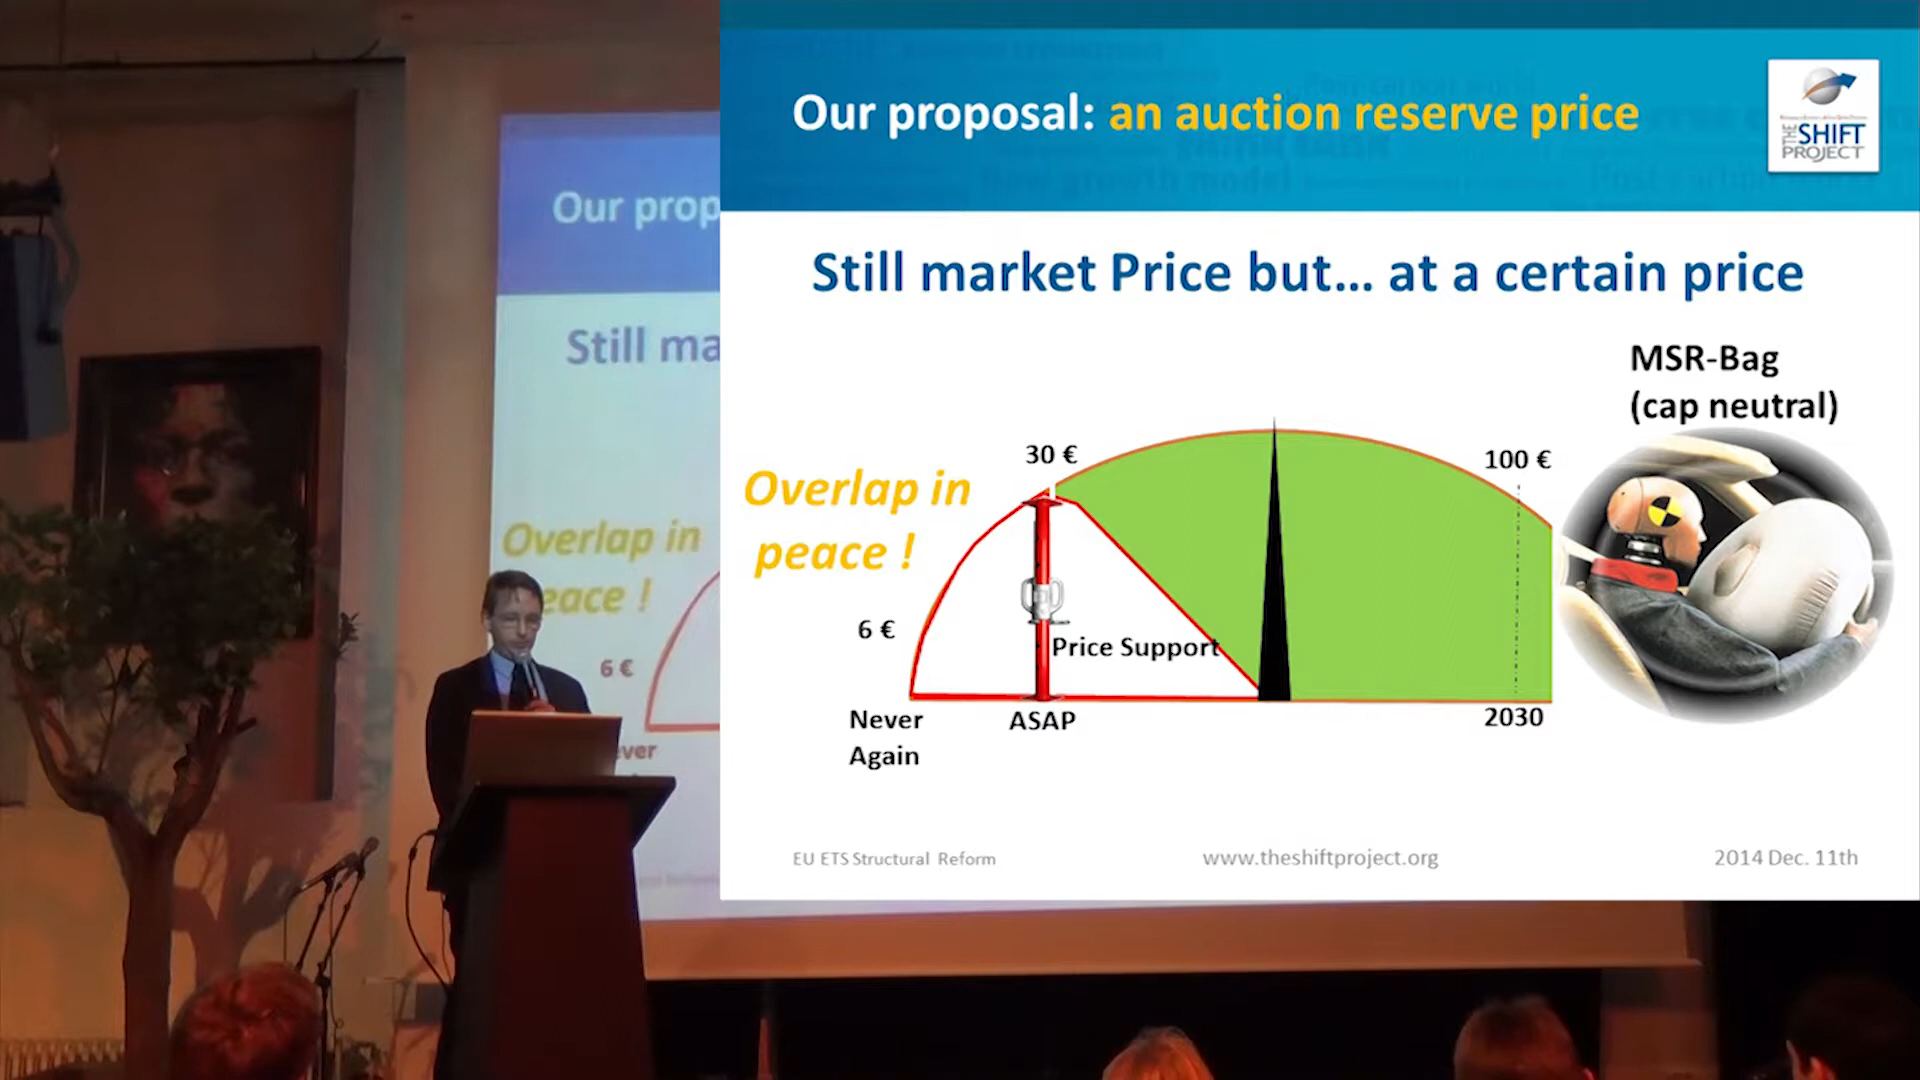 Our proposal: an auction reserve price
THE SHIFT
PROJECT
Still market Price but... at a certain price
MSR-Bag
(cap neutral)
30 €
100 €
Overlap in
peace !
6 €
Price Support
Never
Again
ASAP
2030
EU ETS Structural Reform
www.theshiftproject.org
2014 Dec. 11th
Our prop
Still ma
Overlap in
eace !
6 €
ver